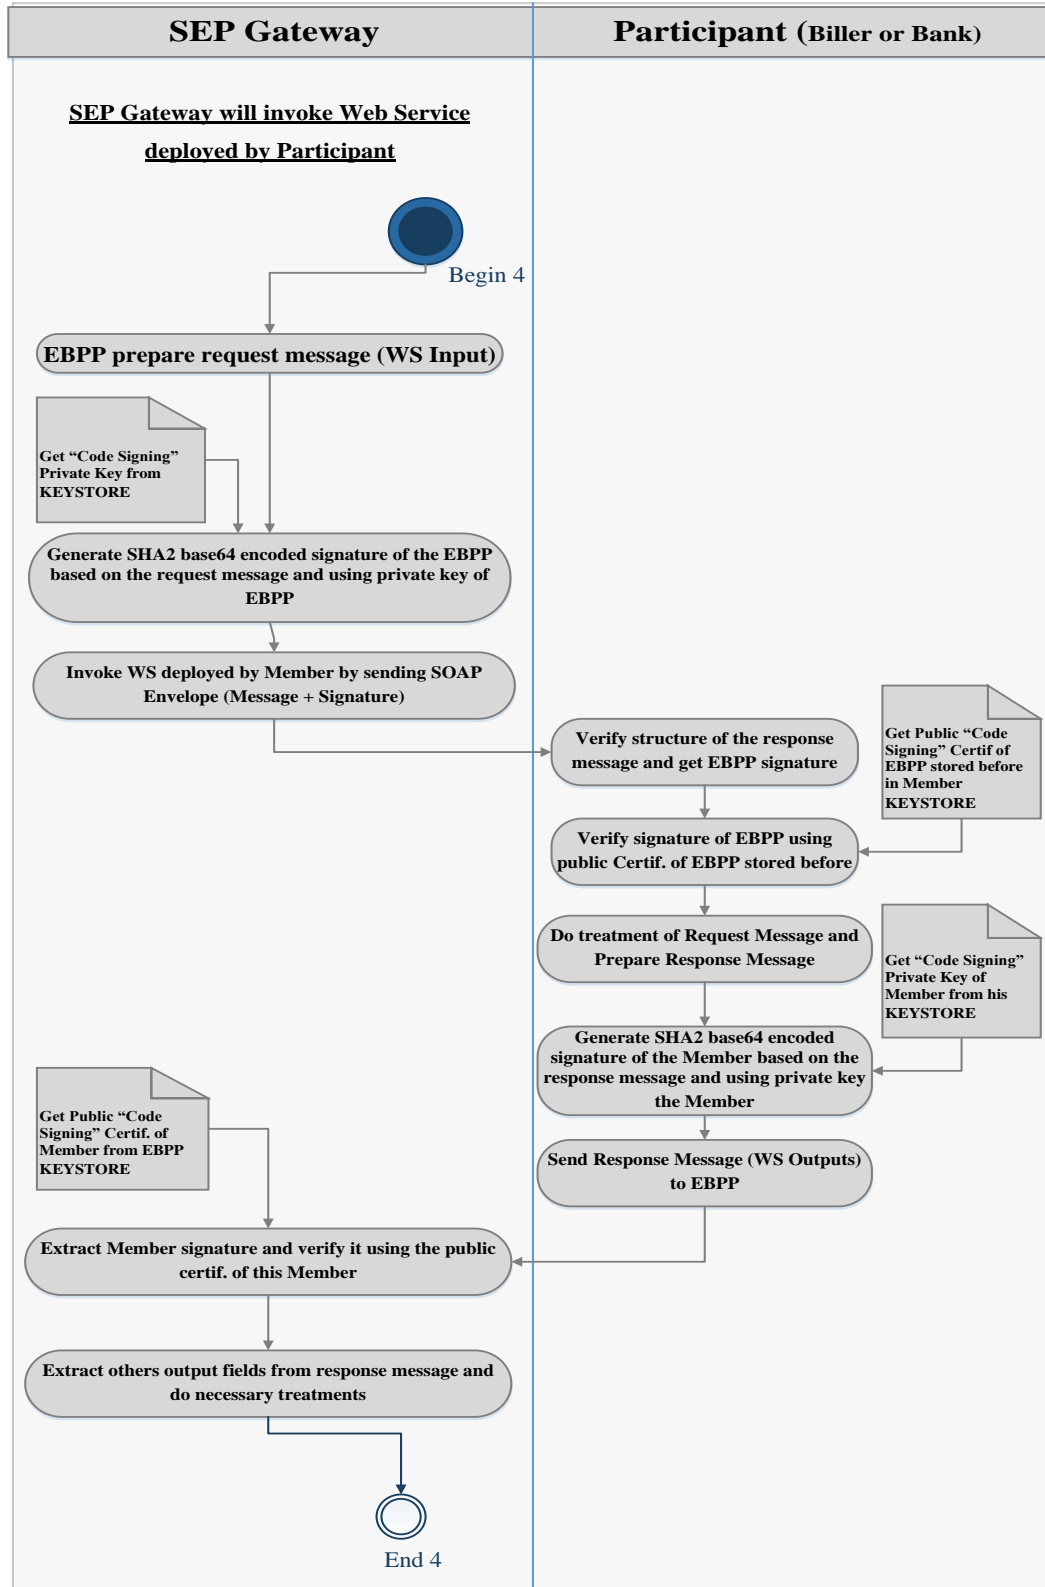 SEP Gateway
Participant (Biller or Bank)
SEP Gateway will invoke Web Service
deployed by Participant
Begin 4
EBPP prepare request message (WS Input)
Get “Code Signing”
Private Key from
KEYSTORE
Generate SHA2 base64 encoded signature of the EBPP
based on the request message and using private key of
EBPP
Invoke WS deployed by Member by sending SOAP
Envelope (Message + Signature)
Verify structure of the response
message and get EBPP signature
Get Public “Code
Signing” Certif of
EBPP stored before
in Member
KEYSTORE
Verify signature of EBPP using
public Certif. of EBPP stored before
Do treatment of Request Message and
Prepare Response Message
Get “Code Signing”
Private Key of
Member from his
KEYSTORE
Generate SHA2 base64 encoded
signature of the Member based on the
response message and using private key
the Member
Get Public “Code
Signing” Certif. of
Member from EBPP
KEYSTORE
Send Response Message (WS Outputs)
to EBPP
Extract Member signature and verify it using the public
certif. of this Member
Extract others output fields from response message and
do necessary treatments
End 4